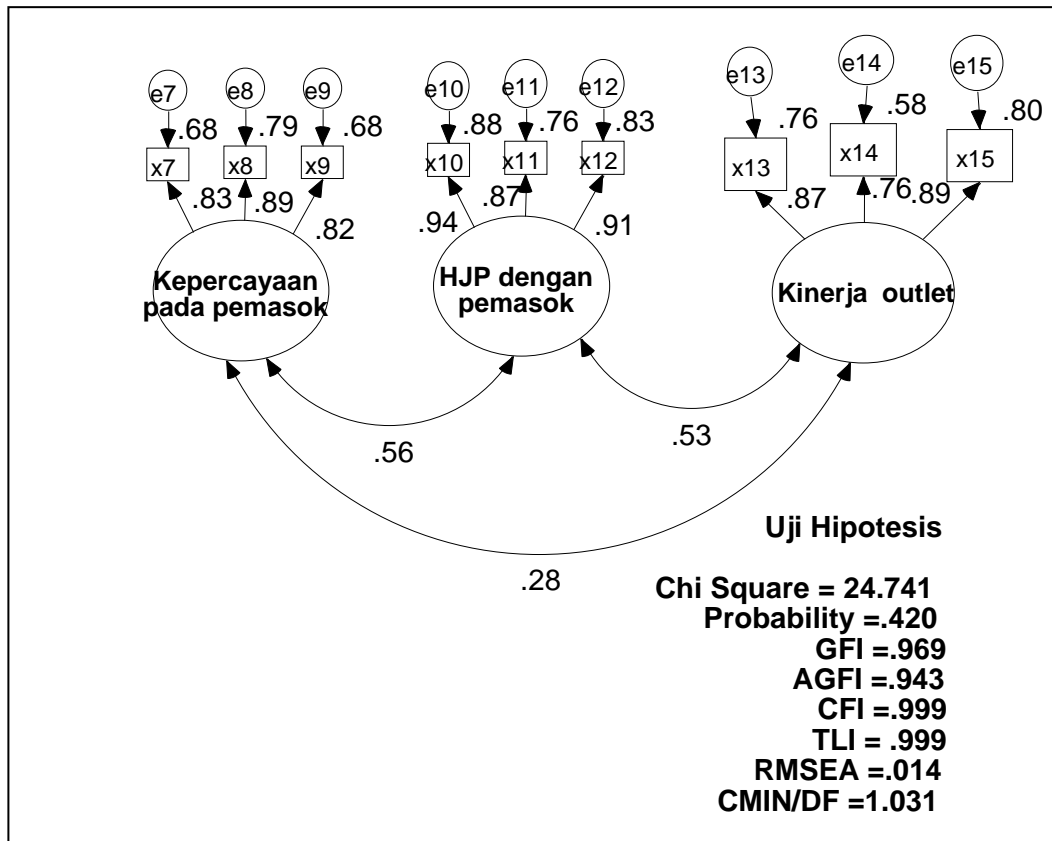 e7 e8 e9 e10 e11 e12 e13 e14 e15
.68 .79 .68 .88 .76 .83 .76 .58 .80
x7 x8 x9 x10 x11 x12 x13 x14 x15
.83 .89 .82 .94 .87 .91 .87 .76 .89
Kepercayaan
pada pemasok
HJP dengan
pemasok
Kinerja outlet
.56
.53
.28
Uji Hipotesis
Chi Square = 24.741
Probability =.420
GFI =.969
AGFI =.943
CFI =.999
TLI = .999
RMSEA =.014
CMIN/DF =1.031